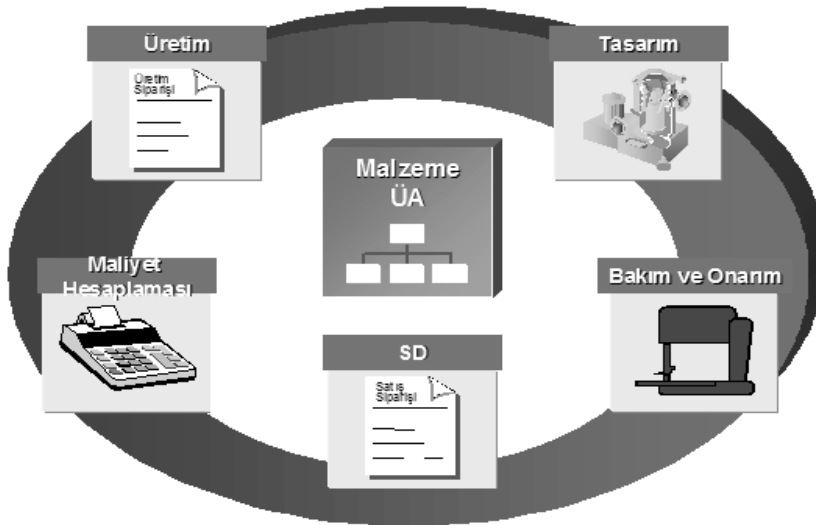 Üretim
Üretim
Siparişi
Tasarım
Malzeme
ÜA
Maliyet
Hesaplaması
Bakım ve Onarım
SD
Satış
Siparişi